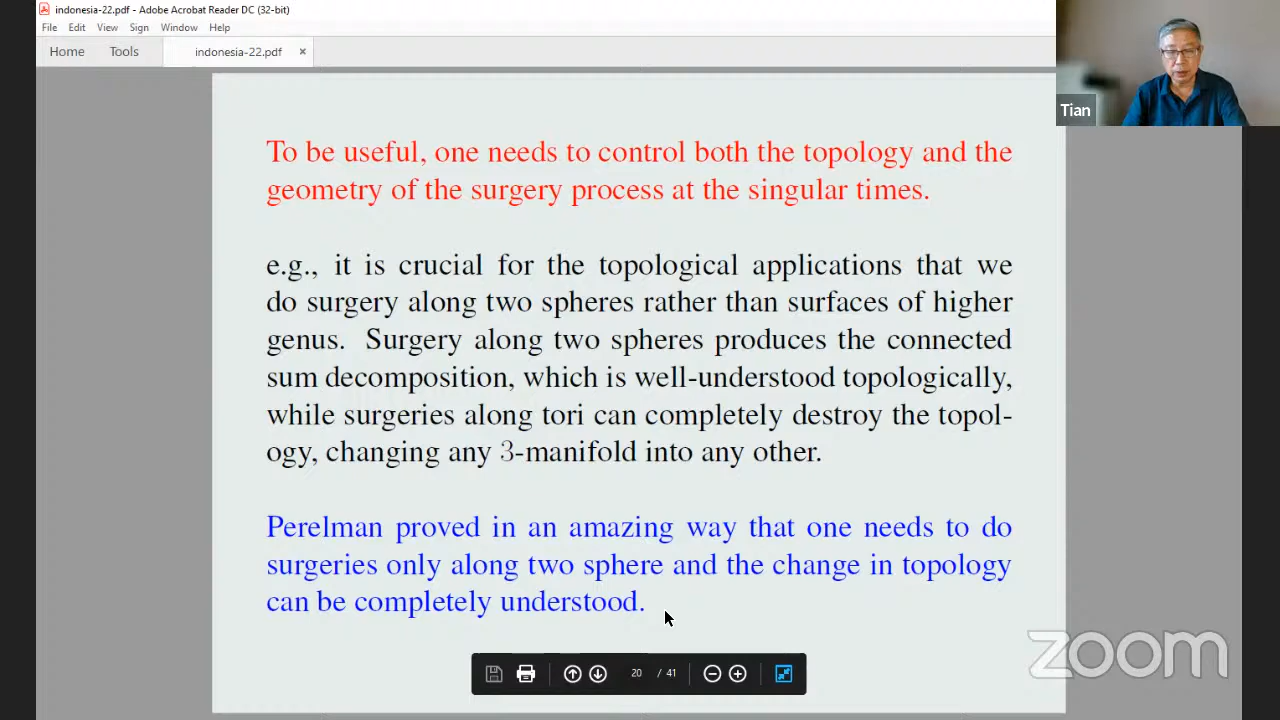 indonesia-22.pdf - Adobe Acrobat Reader DC (32-bit)
File Edit View Sign Window Help
Home Tools indonesia-22.pdf ×
Tian
To be useful, one needs to control both the topology and the
geometry of the surgery process at the singular times.
e.g., it is crucial for the topological applications that we
do surgery along two spheres rather than surfaces of higher
genus. Surgery along two spheres produces the connected
sum decomposition, which is well-understood topologically,
while surgeries along tori can completely destroy the topol-
ogy, changing any 3-manifold into any other.
Perelman proved in an amazing way that one needs to do
surgeries only along two sphere and the change in topology
can be completely understood.
20 / 41
zoom